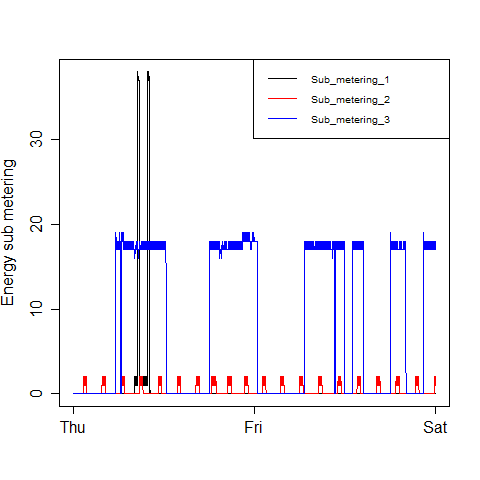 Sub_metering_1
Sub_metering_2
Sub_metering_3
Energy sub metering
30
20
10
0
Thu Fri Sat